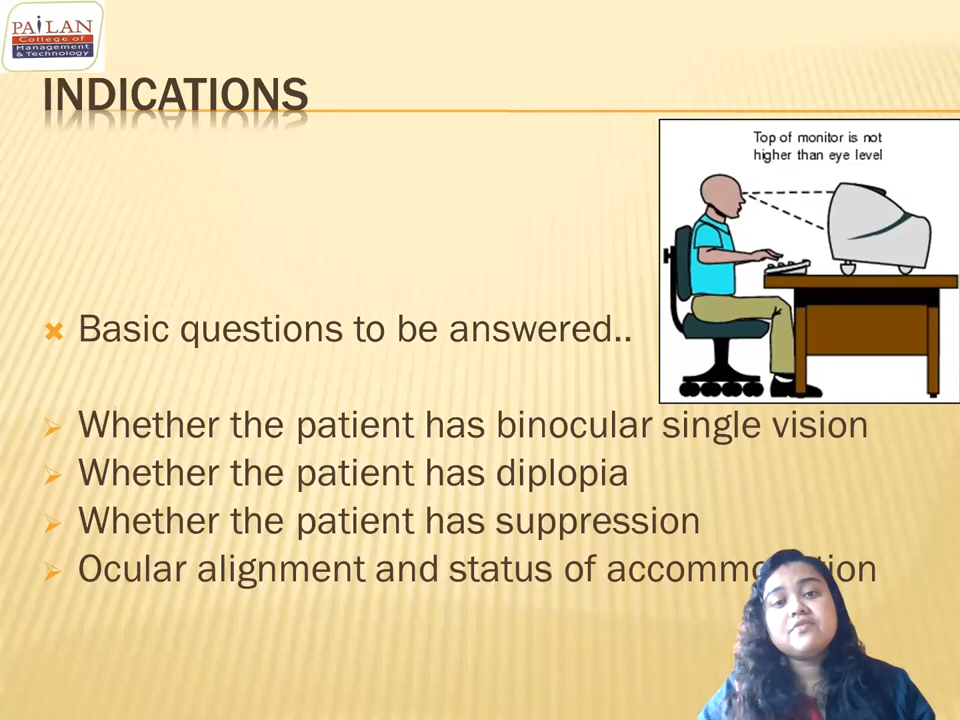 PAiLAN
College of
Management
& Technology
INDICATIONS
Top of monitor is not
higher than eye level
Basic questions to be answered..
Whether the patient has binocular single vision
Whether the patient has diplopia
Whether the patient has suppression
Ocular alignment and status of accommodation